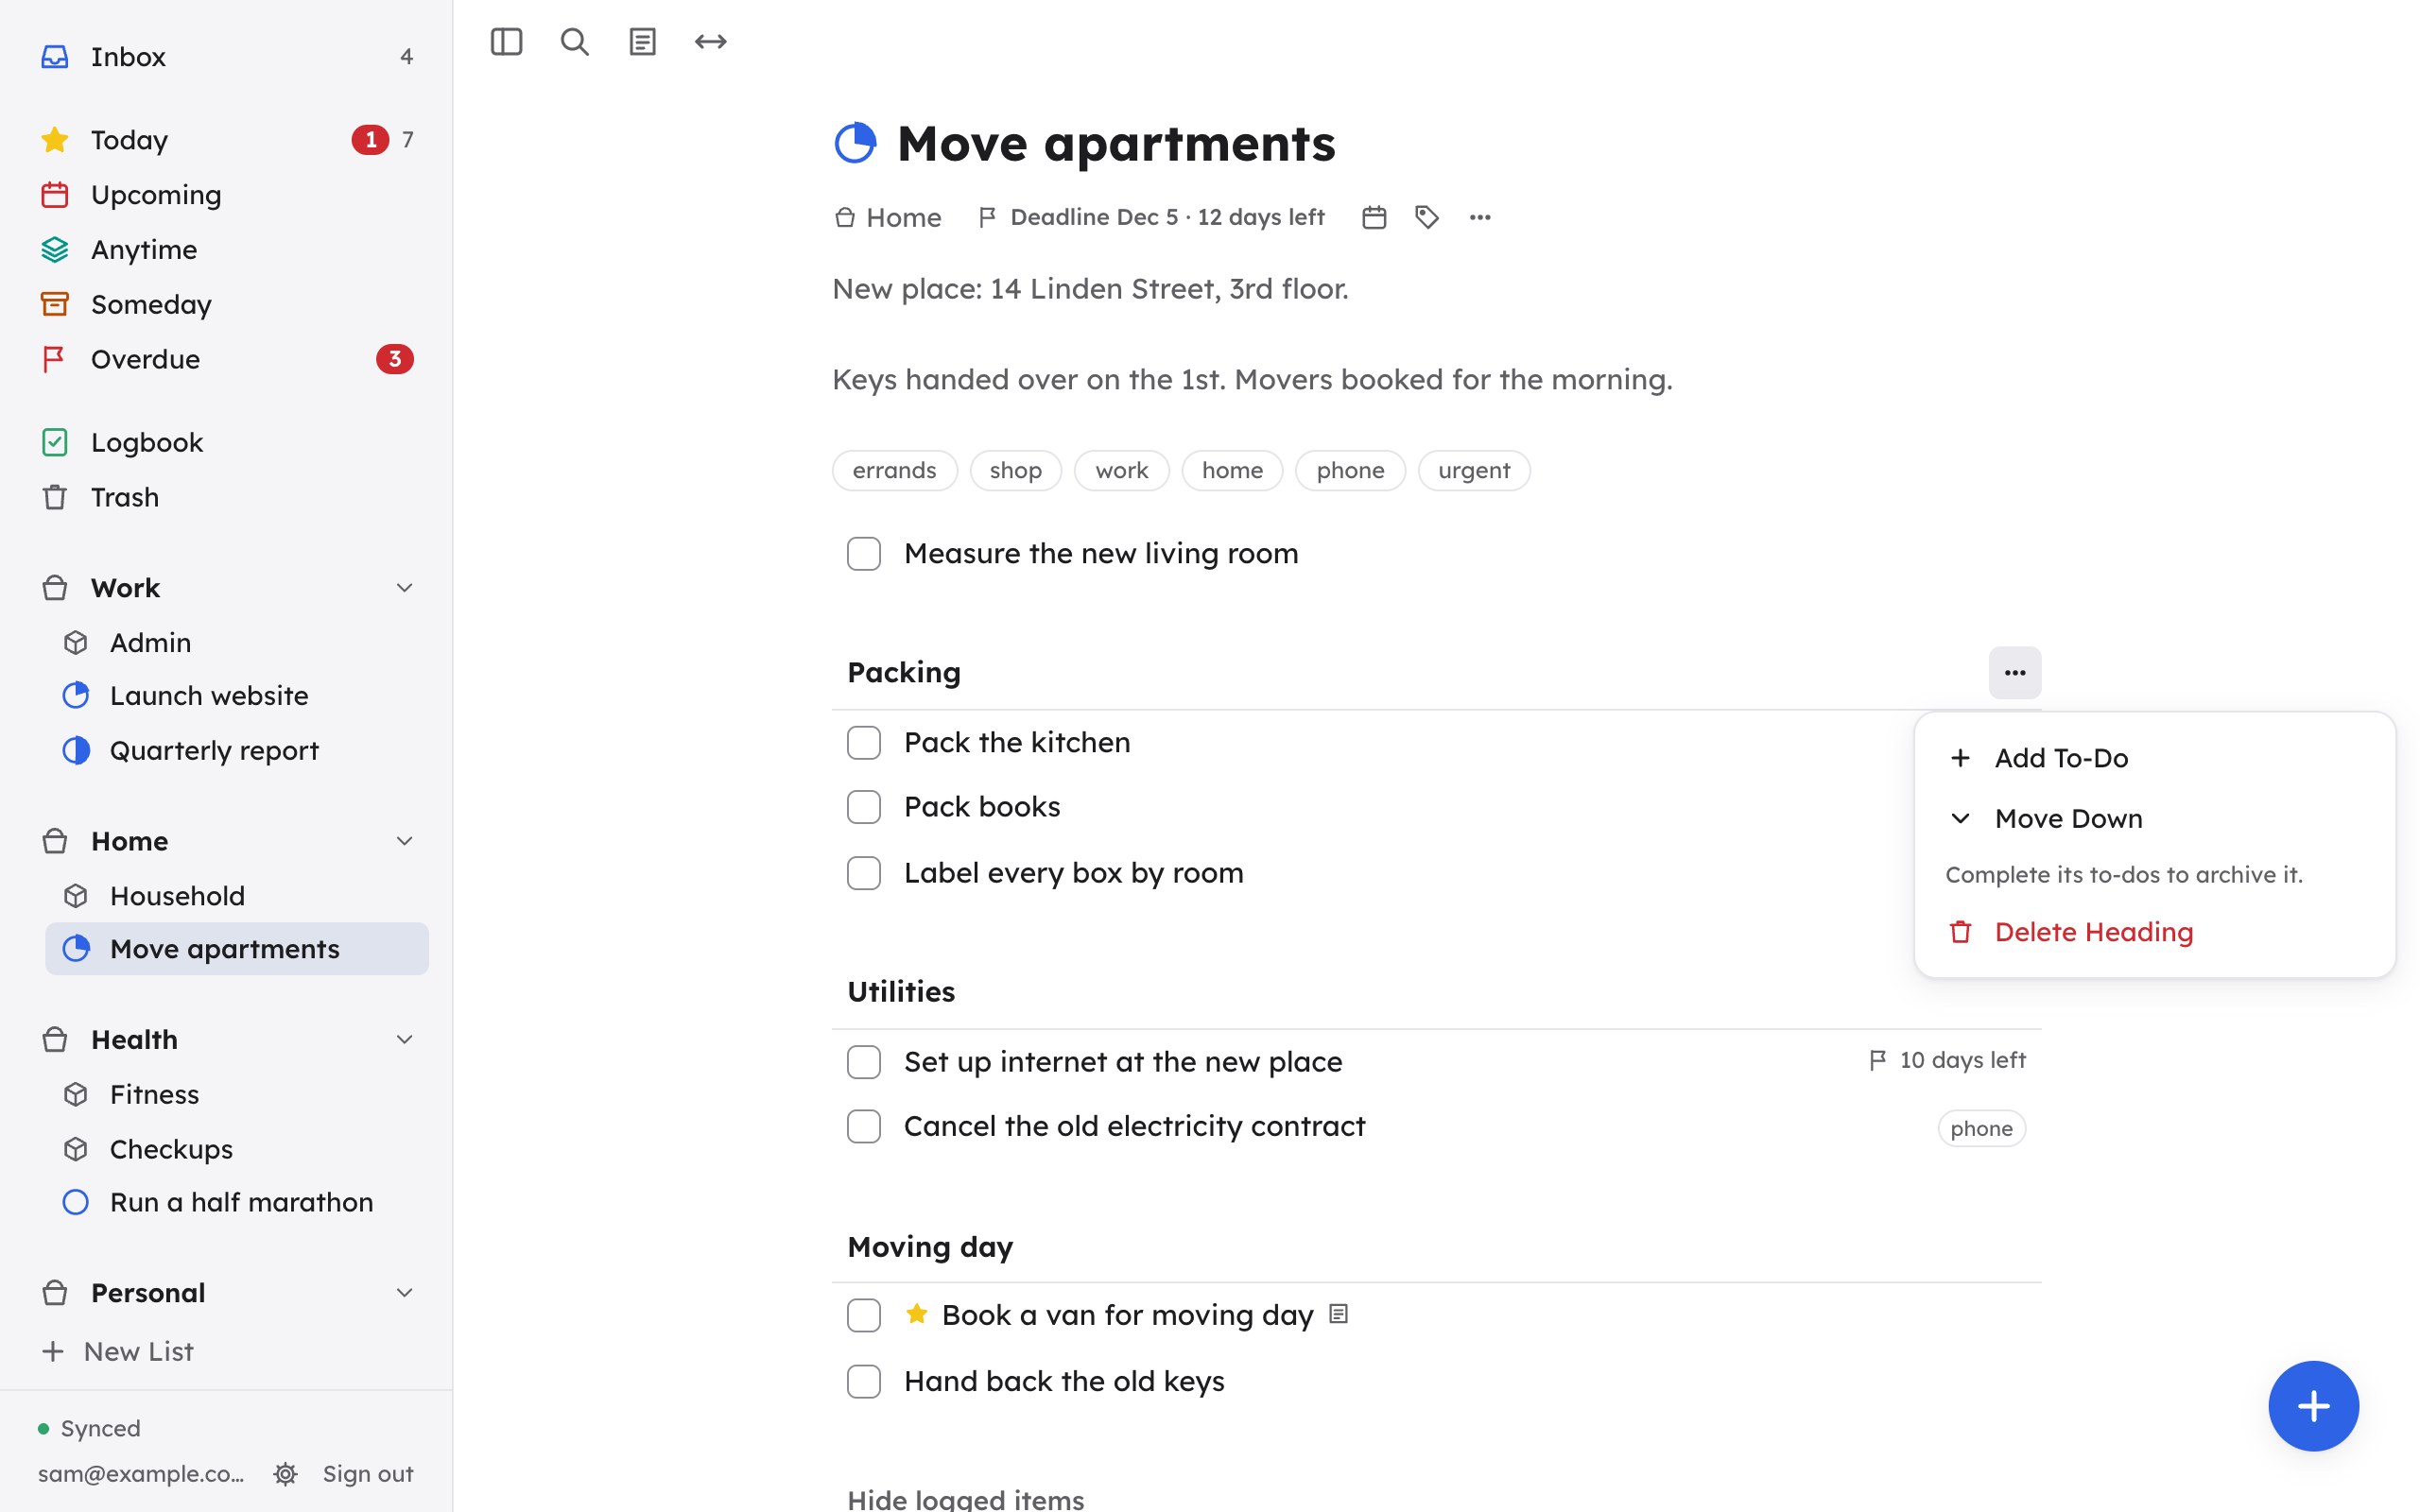 Inbox 4
Today 1 7
Upcoming
Anytime
Someday
Overdue 3
Logbook
Trash
Work
Admin
Launch website
Quarterly report
Home
Household
Move apartments
Health
Fitness
Checkups
Run a half marathon
Personal
New List
Synced
sam@example.co... Sign out
Move apartments
Home Deadline Dec 5 · 12 days left
New place: 14 Linden Street, 3rd floor.
Keys handed over on the 1st. Movers booked for the morning.
errands shop work home phone urgent
Measure the new living room
Packing
Pack the kitchen
Pack books
Label every box by room
Add To-Do
Move Down
Complete its to-dos to archive it.
Delete Heading
Utilities
Set up internet at the new place 10 days left
Cancel the old electricity contract phone
Moving day
Book a van for moving day
Hand back the old keys
Hide logged items